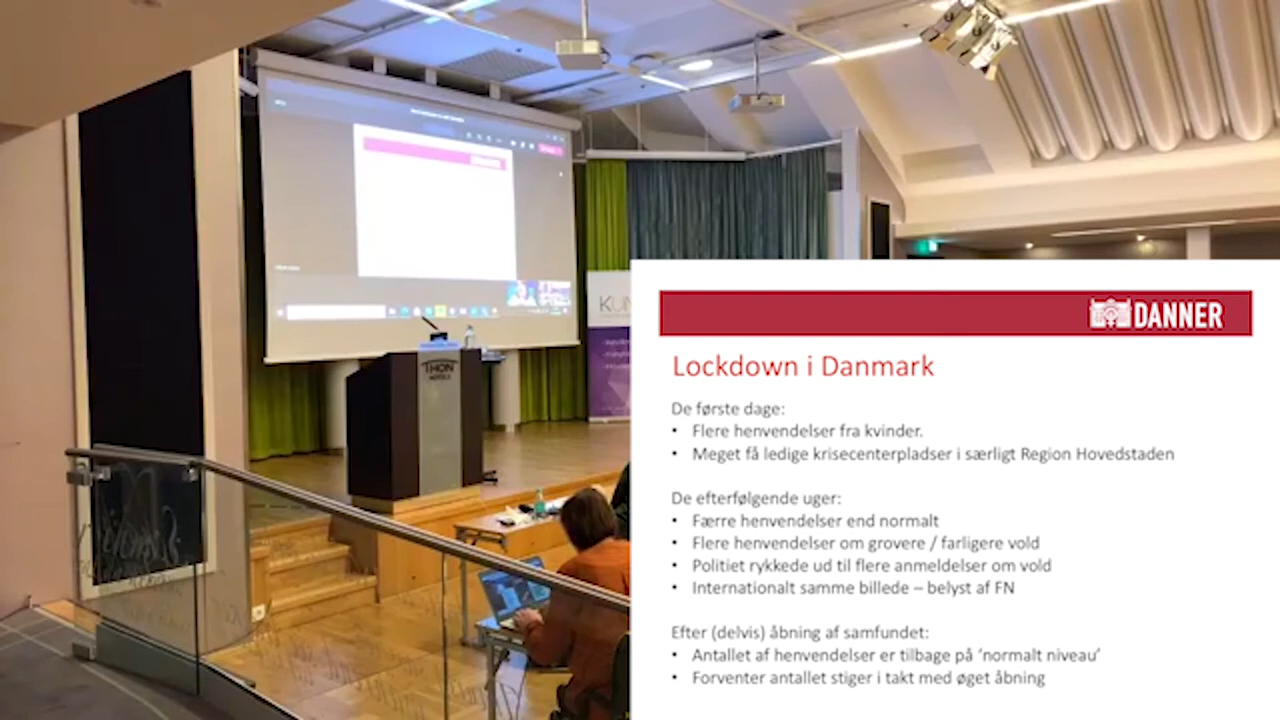 KUN
THON
HOTELS
DANNER
Lockdown i Danmark
De første dage:
• Flere henvendelser fra kvinder.
• Meget få ledige krisecenterpladser i særligt Region Hovedstaden
De efterfølgende uger:
• Færre henvendelser end normalt
• Flere henvendelser om grovere / farligere vold
• Politiet rykkede ud til flere anmeldelser om vold
• Internationalt samme billede – belyst af FN
Efter (delvis) åbning af samfundet:
• Antallet af henvendelser er tilbage på ‘normalt niveau’
• Forventer antallet stiger i takt med øget åbning